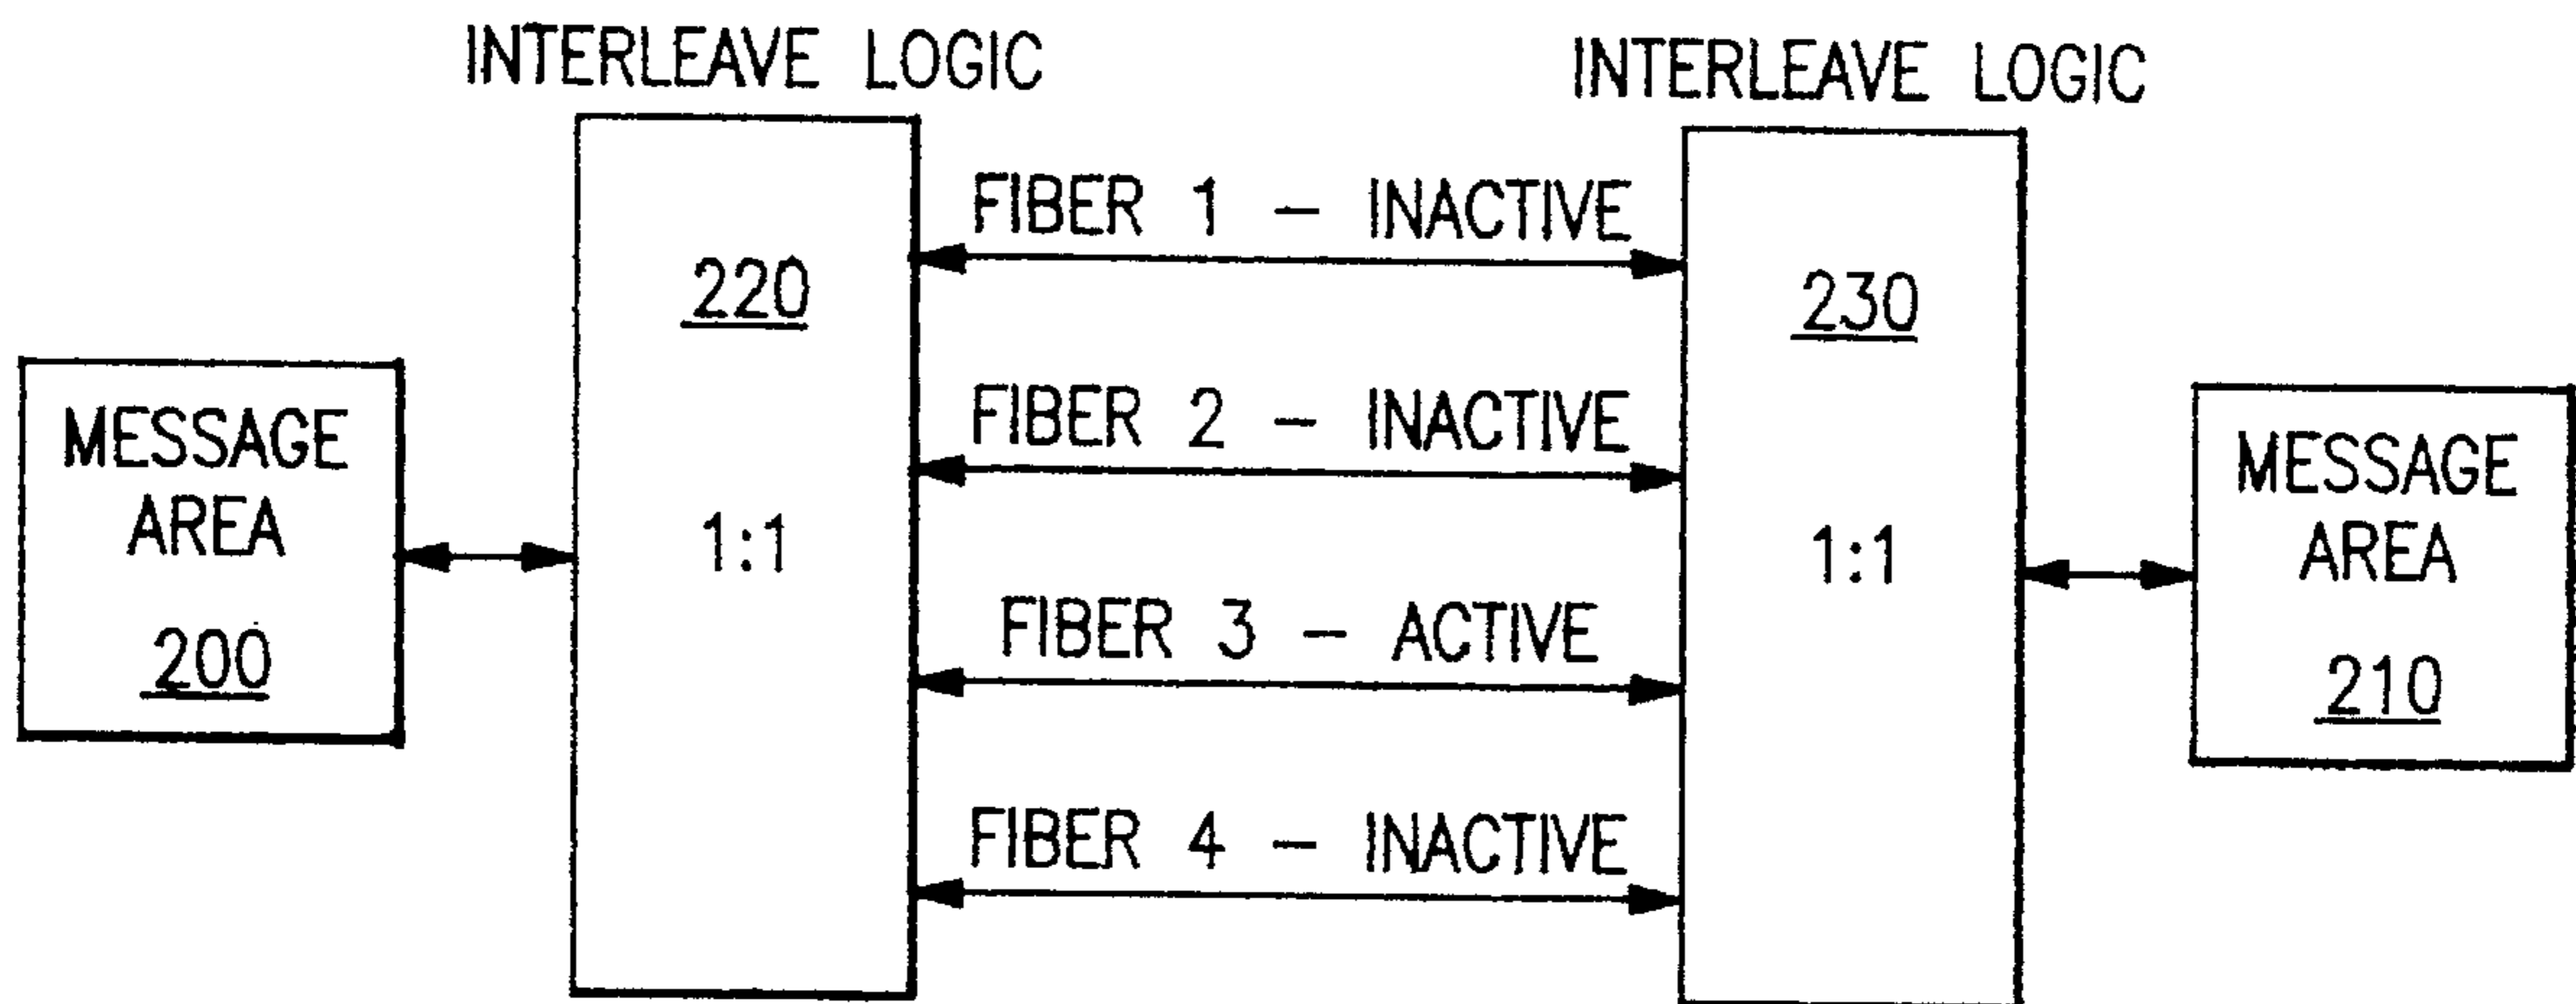 INTERLEAVE LOGIC
INTERLEAVE LOGIC
MESSAGE
AREA
200
220
1:1
FIBER 1 – INACTIVE
FIBER 2 – INACTIVE
FIBER 3 – ACTIVE
FIBER 4 – INACTIVE
230
1:1
MESSAGE
AREA
210